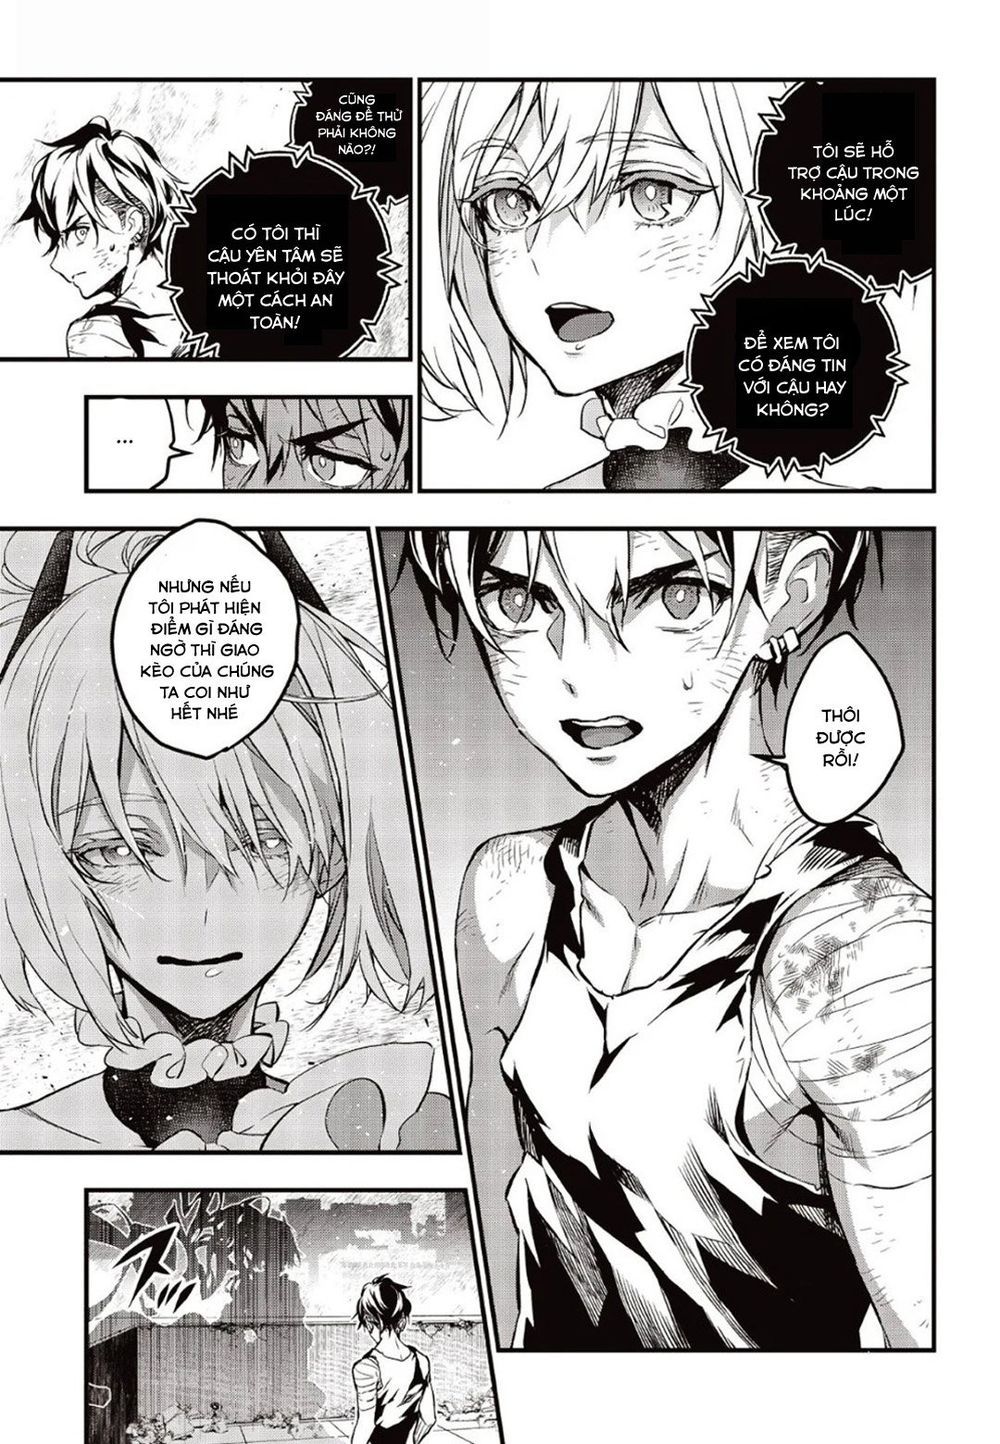 TÔI SẼ HỖ
TRỢ CẬU TRONG
KHOẢNG MỘT
LÚC!
ĐỂ XEM TÔI
CÓ ĐÁNG TIN
VỚI CẬU HAY
KHÔNG?
CŨNG
ĐÁNG ĐỂ THỬ
PHẢI KHÔNG
NÀO?!
CÓ TÔI THÌ
CẬU YÊN TÂM SẼ
THOÁT KHỎI ĐÂY
MỘT CÁCH AN
TOÀN!
...
THÔI
ĐƯỢC
RỒI!
NHƯNG NẾU
TÔI PHÁT HIỆN
ĐIỂM GÌ ĐÁNG
NGỜ THÌ GIAO
KÈO CỦA CHÚNG
TA COI NHƯ
HẾT NHÉ
ズズ